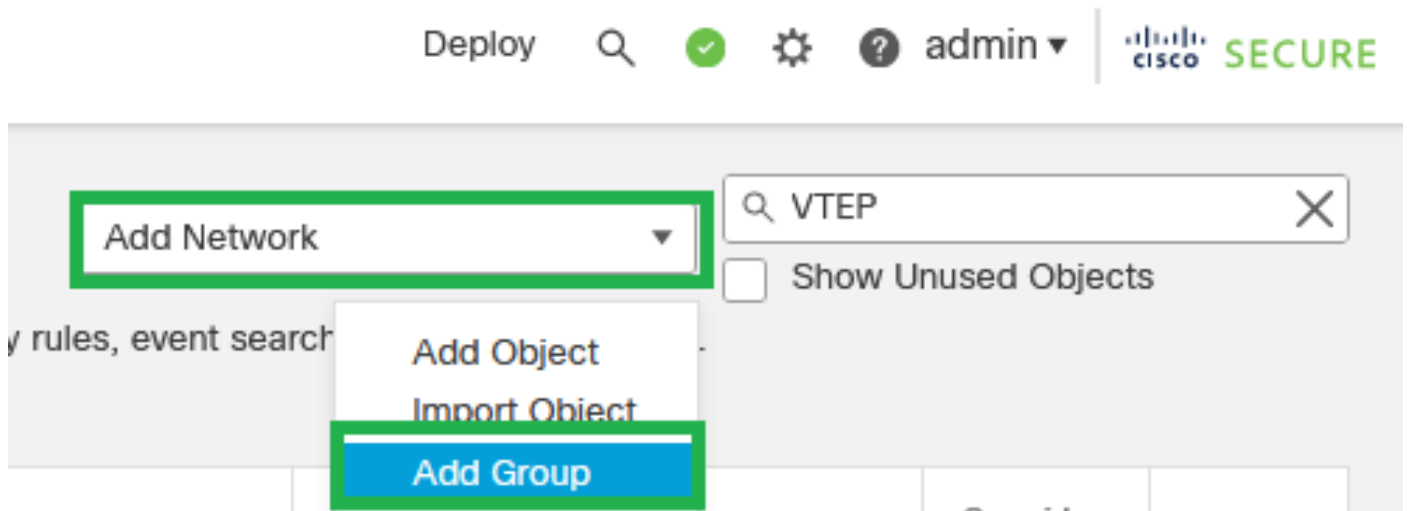 Deploy admin cisco SECURE
Add Network
VTEP
Show Unused Objects
y rules, event search
.
Add Object
Import Object
Add Group